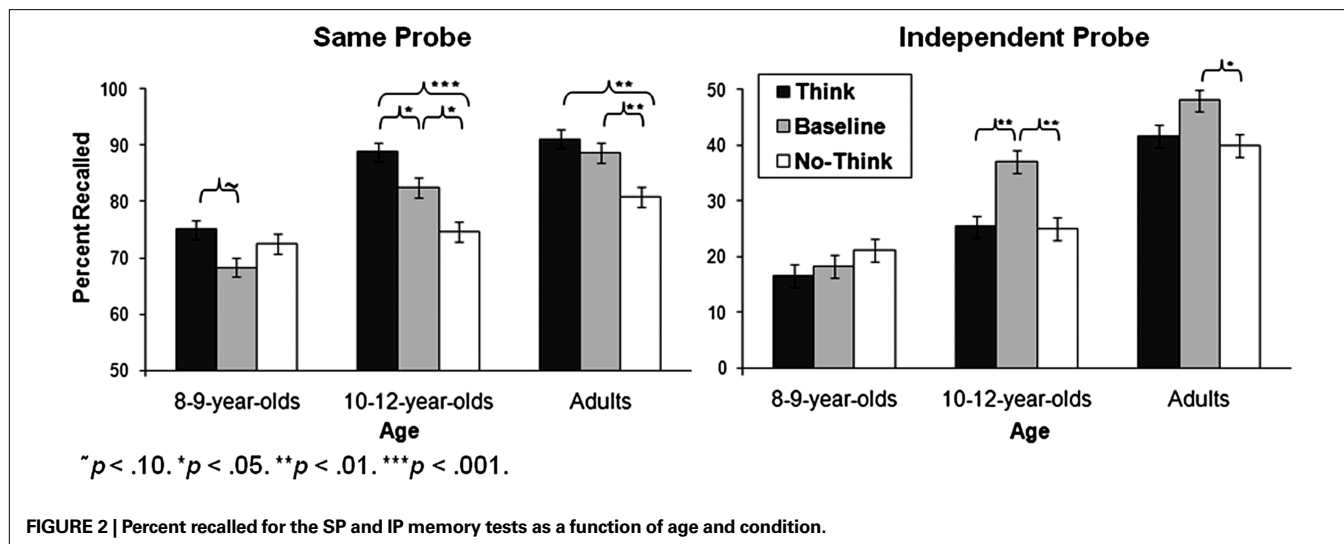 Same Probe
Independent Probe
Percent Recalled
100
90
80
70
60
50
~
*
*
***
**
**
8-9-year-olds
10-12-year-olds
Adults
Age
50
40
30
20
10
0
Think
Baseline
No-Think
**
**
*
8-9-year-olds
10-12-year-olds
Adults
Age
~p < .10. *p < .05. **p < .01. ***p < .001.
FIGURE 2 | Percent recalled for the SP and IP memory tests as a function of age and condition.